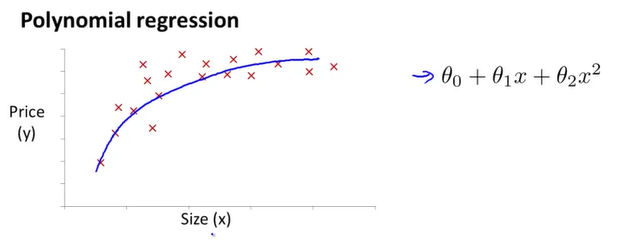 Polynomial regression
→ θ₀ + θ₁x + θ₂x²
Price
(y)
Size (x)